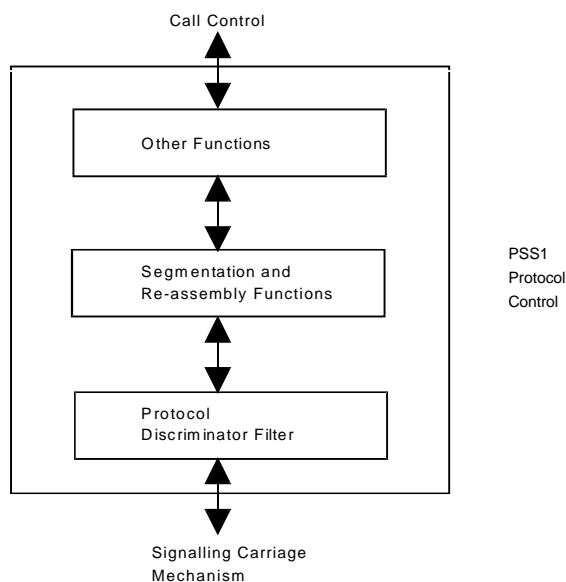 Call Control
Other Functions
Segmentation and
Re-assembly Functions
PSS1
Protocol
Control
Protocol
Discriminator Filter
Signalling Carriage
Mechanism